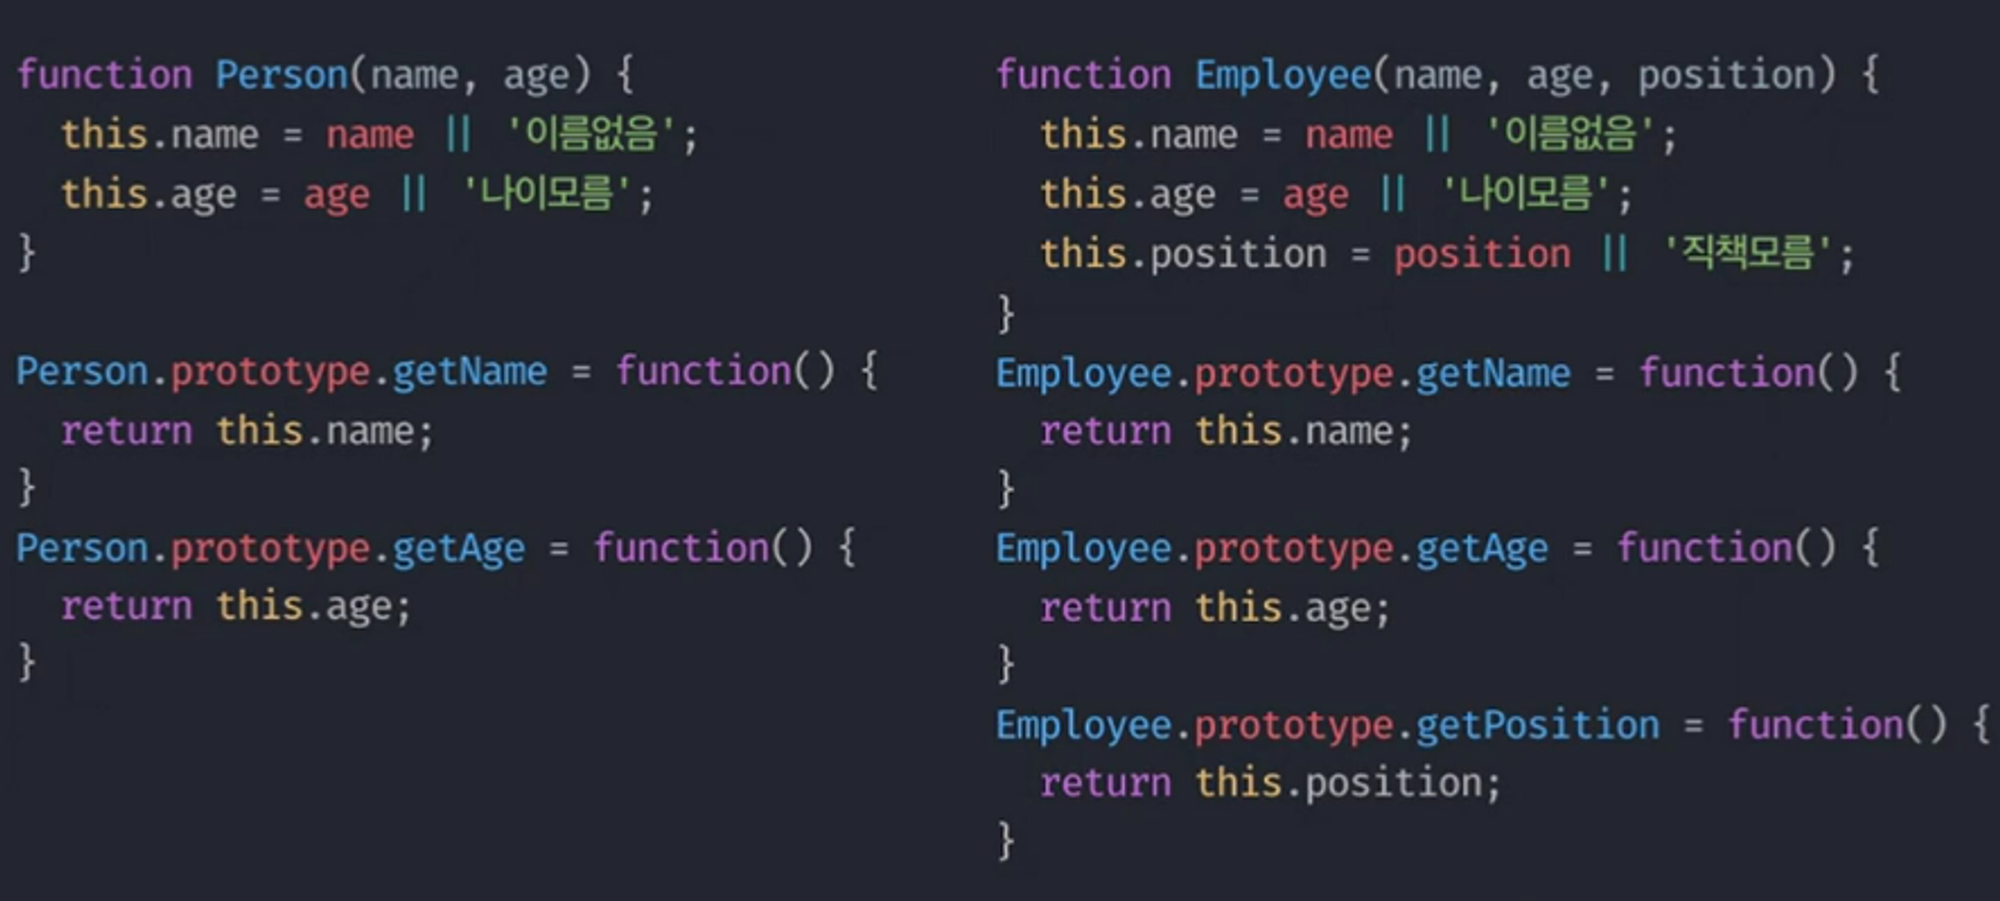 function Person(name, age) {
  this.name = name || '이름없음';
  this.age = age || '나이모름';
}
Person.prototype.getName = function() {
  return this.name;
}
Person.prototype.getAge = function() {
  return this.age;
}
function Employee(name, age, position) {
  this.name = name || '이름없음';
  this.age = age || '나이모름';
  this.position = position || '직책모름';
}
Employee.prototype.getName = function() {
  return this.name;
}
Employee.prototype.getAge = function() {
  return this.age;
}
Employee.prototype.getPosition = function() {
  return this.position;
}